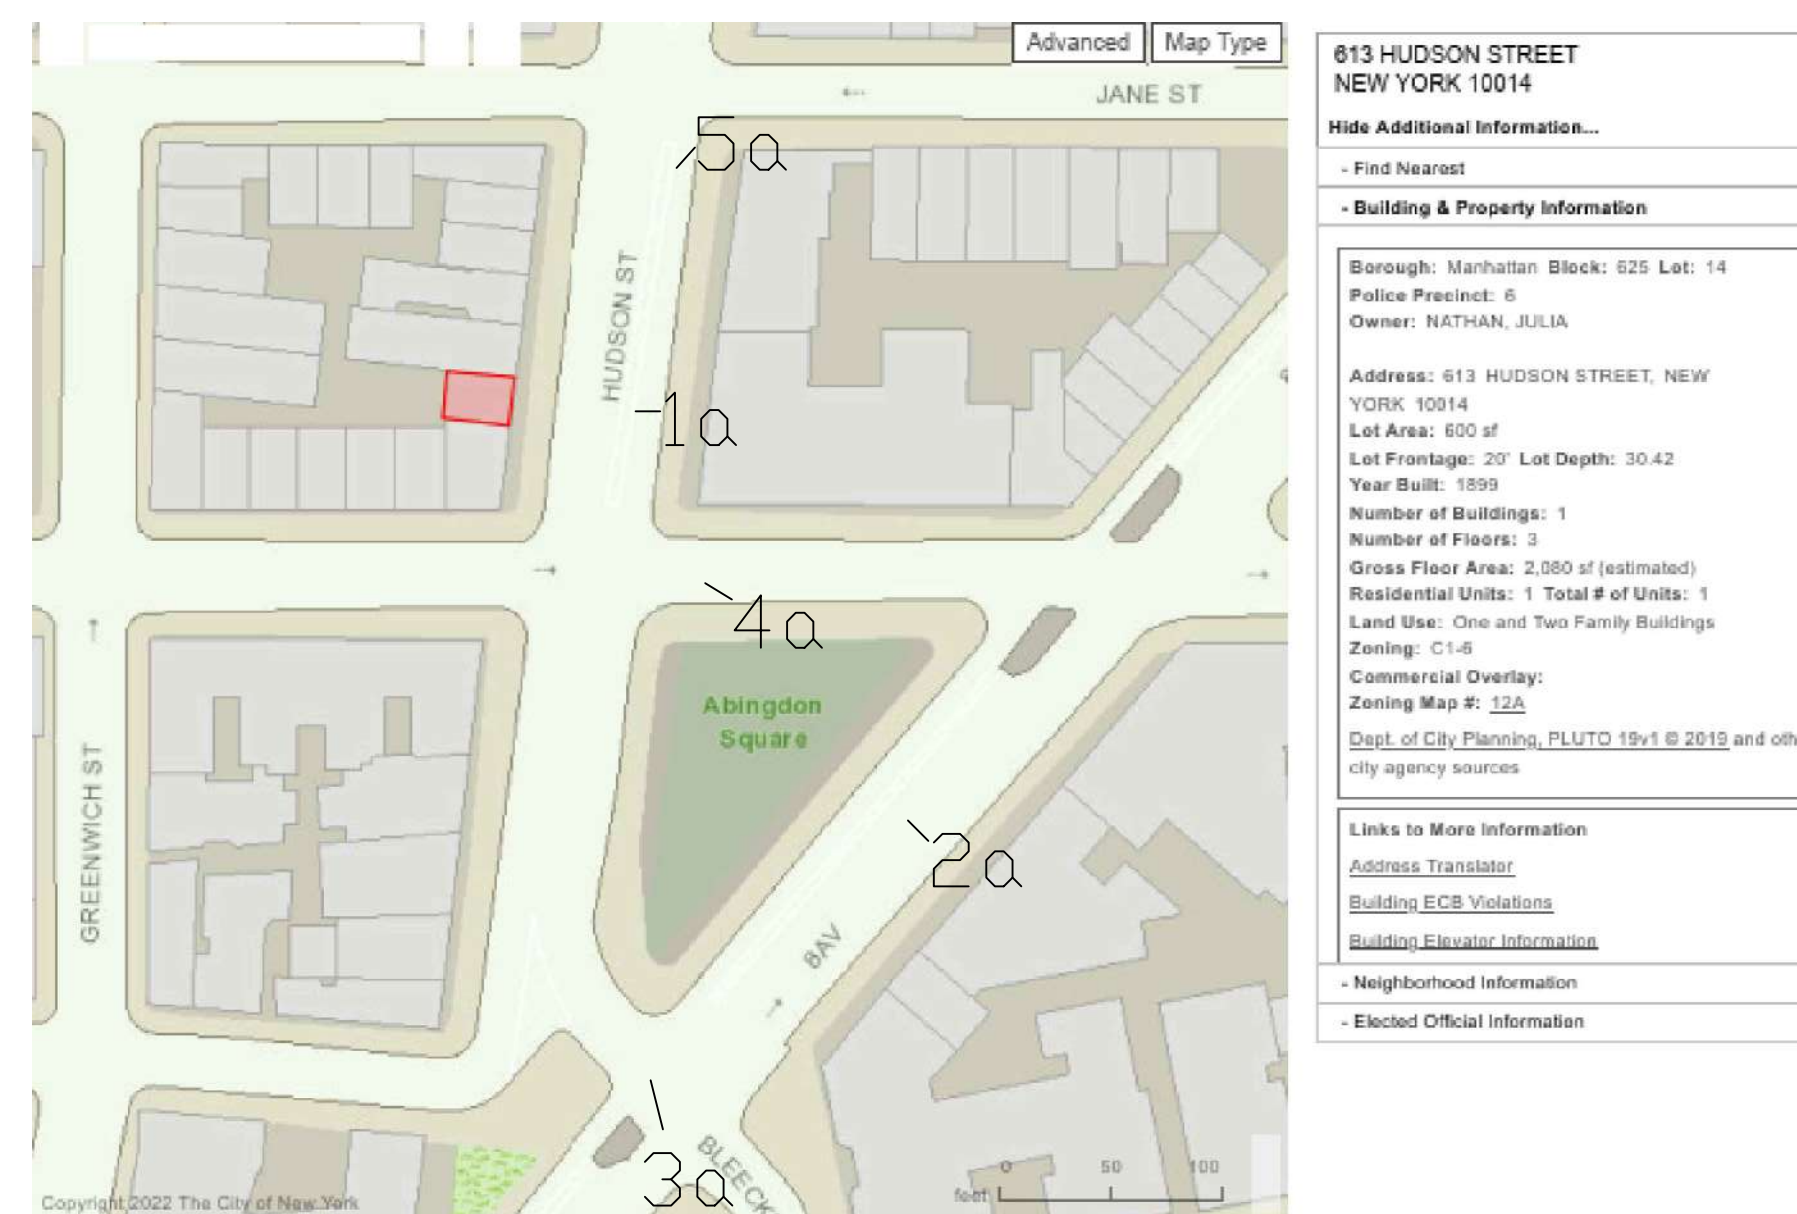 Advanced
Map Type
JANE ST
5a
HUDSON ST
1a
4a
Abingdon
Square
GREENWICH ST
2a
8AV
3a
BLEECK
0 50 100
feet
Copyright 2022 The City of New York
613 HUDSON STREET
NEW YORK 10014
Hide Additional Information...
- Find Nearest
- Building & Property Information
Borough: Manhattan Block: 625 Lot: 14
Police Precinct: 6
Owner: NATHAN, JULIA
Address: 613 HUDSON STREET, NEW
YORK 10014
Lot Area: 600 sf
Lot Frontage: 20' Lot Depth: 30.42
Year Built: 1899
Number of Buildings: 1
Number of Floors: 3
Gross Floor Area: 2,080 sf (estimated)
Residential Units: 1 Total # of Units: 1
Land Use: One and Two Family Buildings
Zoning: C1-6
Commercial Overlay:
Zoning Map #: 12A
Dept. of City Planning, PLUTO 19v1 © 2019 and oth
city agency sources
Links to More Information
Address Translator
Building ECB Violations
Building Elevator Information
- Neighborhood Information
- Elected Official Information